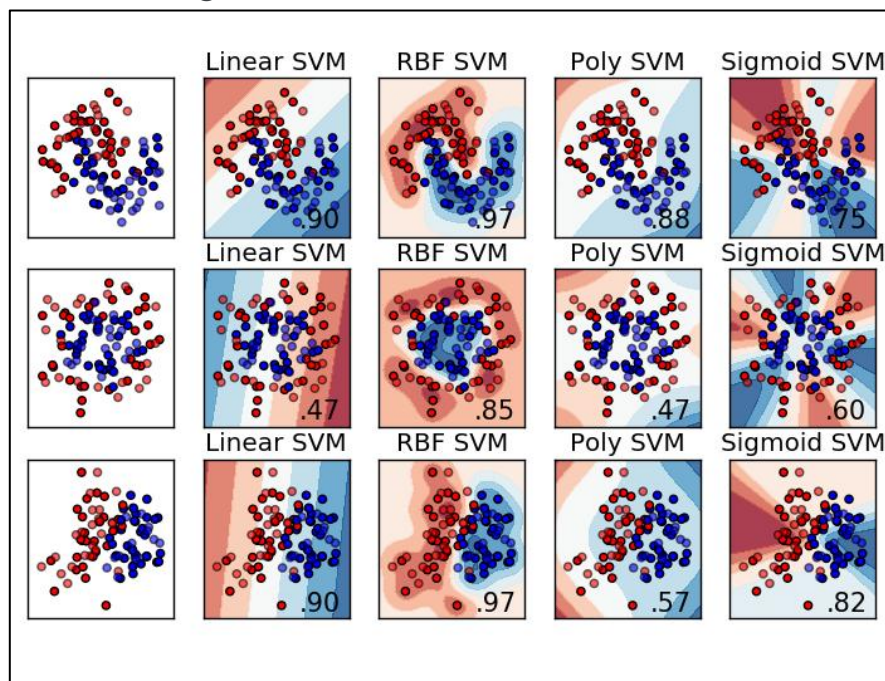 Linear SVM RBF SVM Poly SVM Sigmoid SVM
.90 .97 .88 .75
Linear SVM RBF SVM Poly SVM Sigmoid SVM
.47 .85 .47 .60
Linear SVM RBF SVM Poly SVM Sigmoid SVM
.90 .97 .57 .82